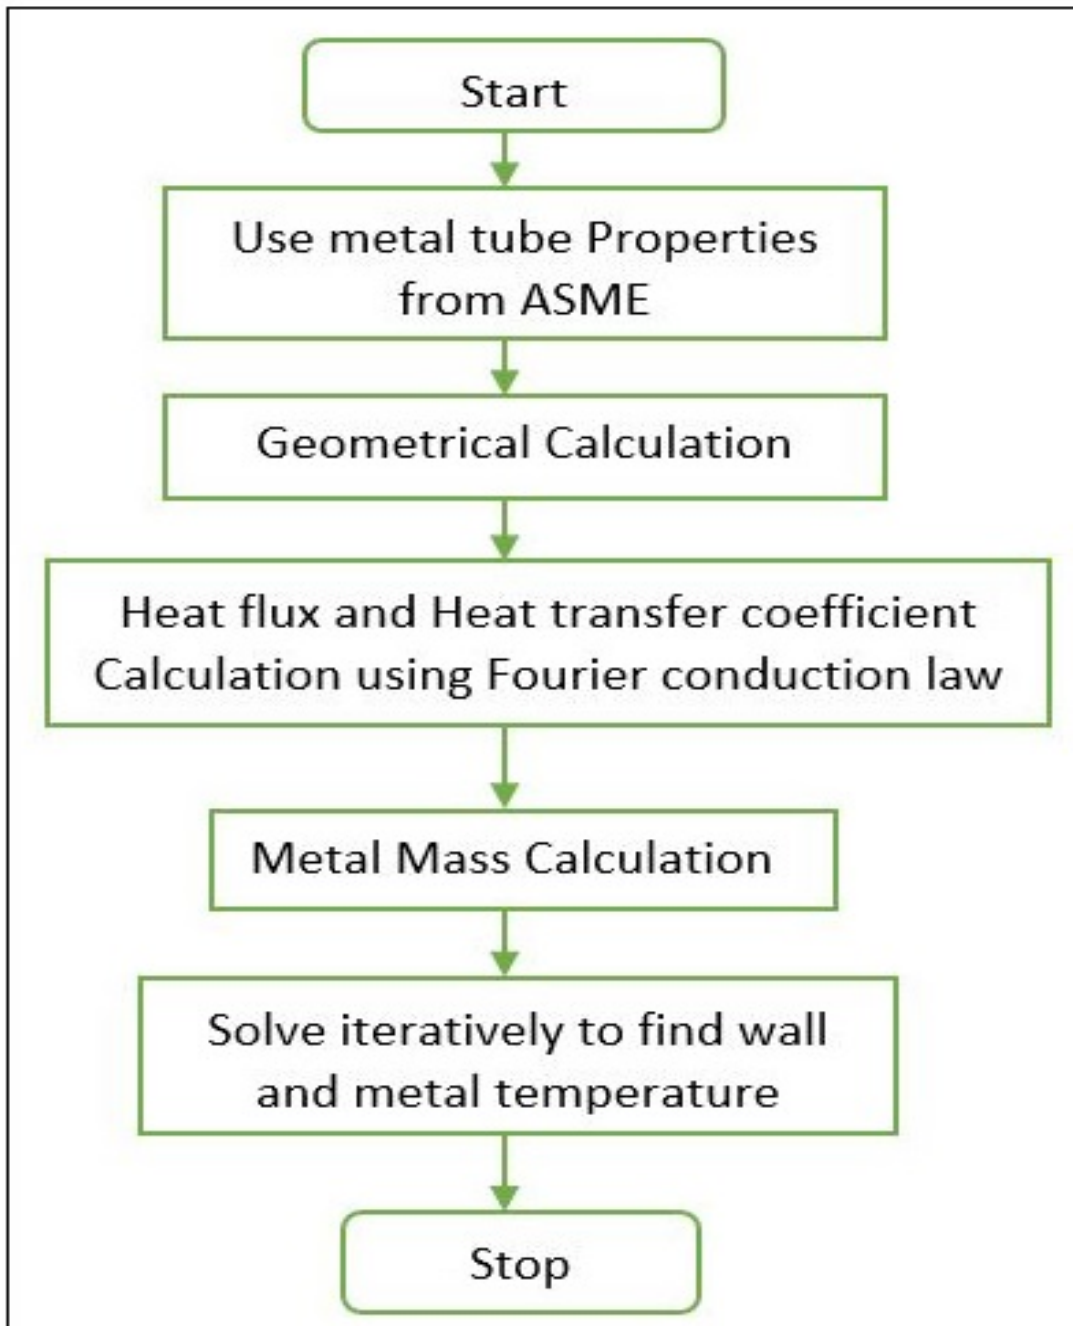 Start
Use metal tube Properties
from ASME
Geometrical Calculation
Heat flux and Heat transfer coefficient
Calculation using Fourier conduction law
Metal Mass Calculation
Solve iteratively to find wall
and metal temperature
Stop